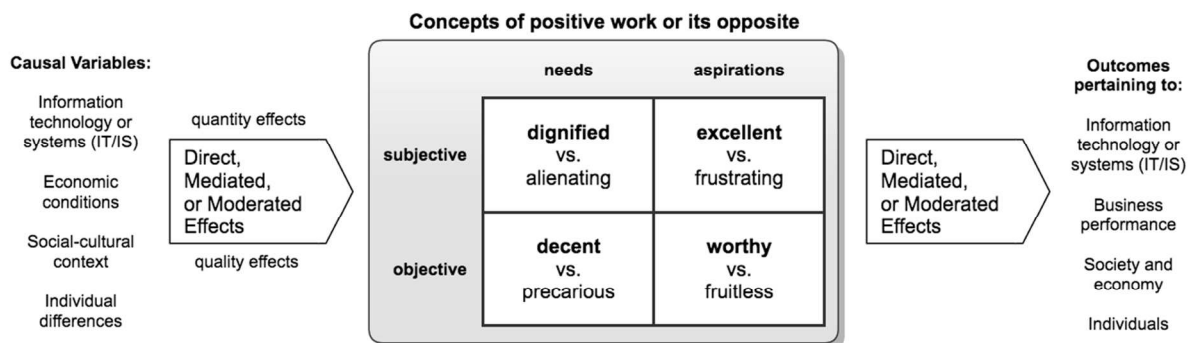 Concepts of positive work or its opposite
Causal Variables:
Information
technology or
systems (IT/IS)
Economic
conditions
Social-cultural
context
Individual
differences
quantity effects
Direct,
Mediated,
or Moderated
Effects
quality effects
needs
aspirations
subjective
dignified
vs.
alienating
excellent
vs.
frustrating
objective
decent
vs.
precarious
worthy
vs.
fruitless
Direct,
Mediated,
or Moderated
Effects
Outcomes
pertaining to:
Information
technology or
systems (IT/IS)
Business
performance
Society and
economy
Individuals